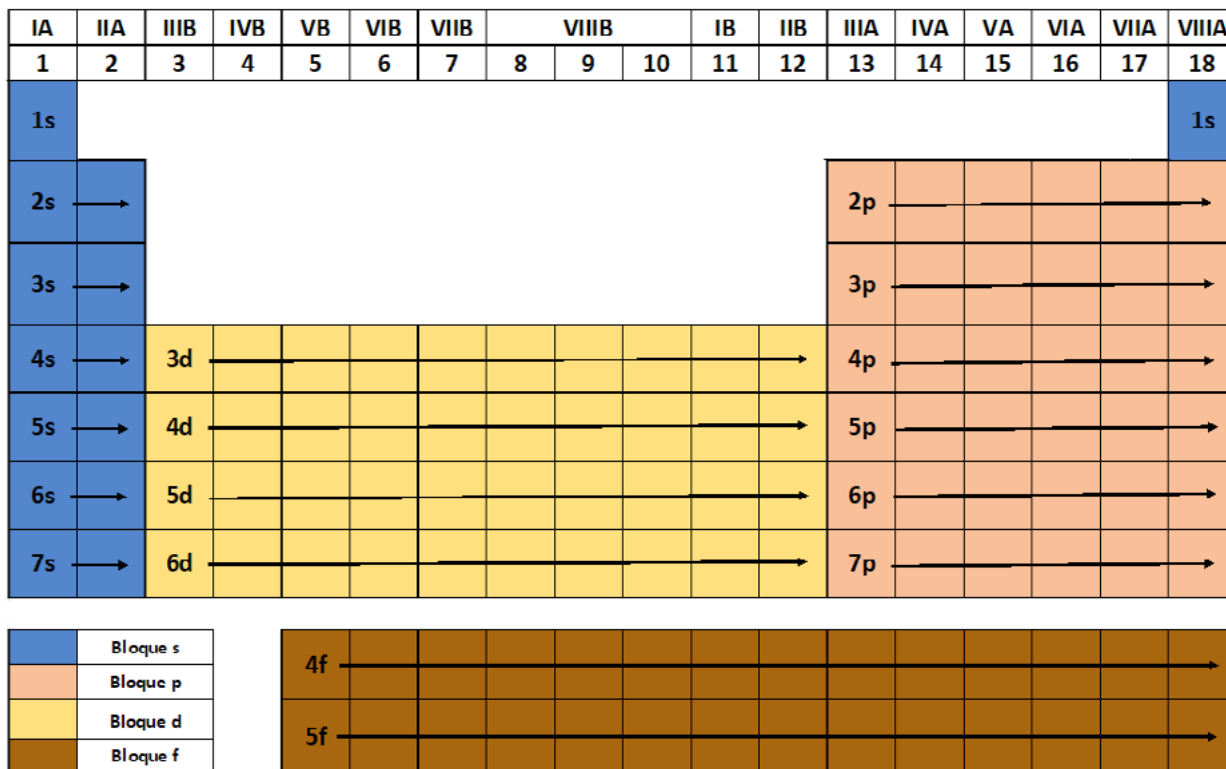 IA IIA IIIB IVB VB VIB VIIB VIIIB IB IIB IIIA IVA VA VIA VIIA VIIIA
1 2 3 4 5 6 7 8 9 10 11 12 13 14 15 16 17 18
1s 1s
2s 2p
3s 3p
4s 3d 4p
5s 4d 5p
6s 5d 6p
7s 6d 7p
Bloque s
Bloque p
Bloque d
Bloque f
4f
5f